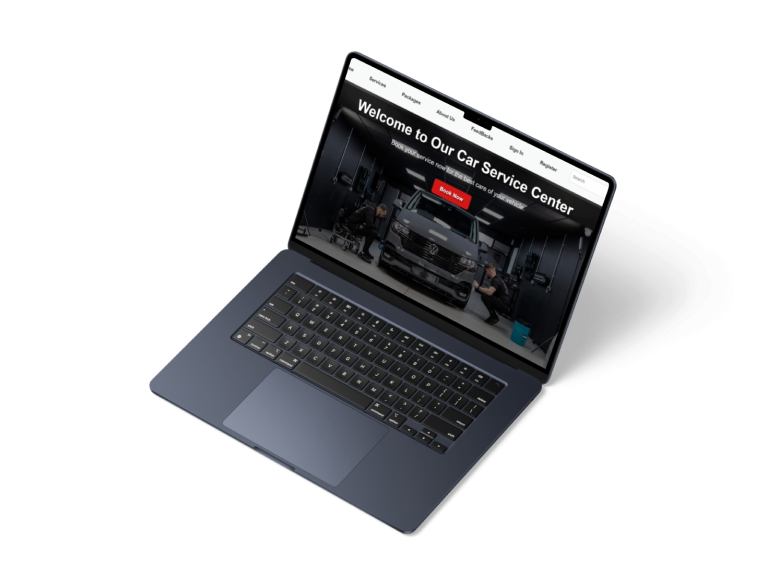 Services Packages About Us FeedBacks Sign In Register Search
Welcome to Our Car Service Center
Book your service now for the best care of your vehicle
Book Now